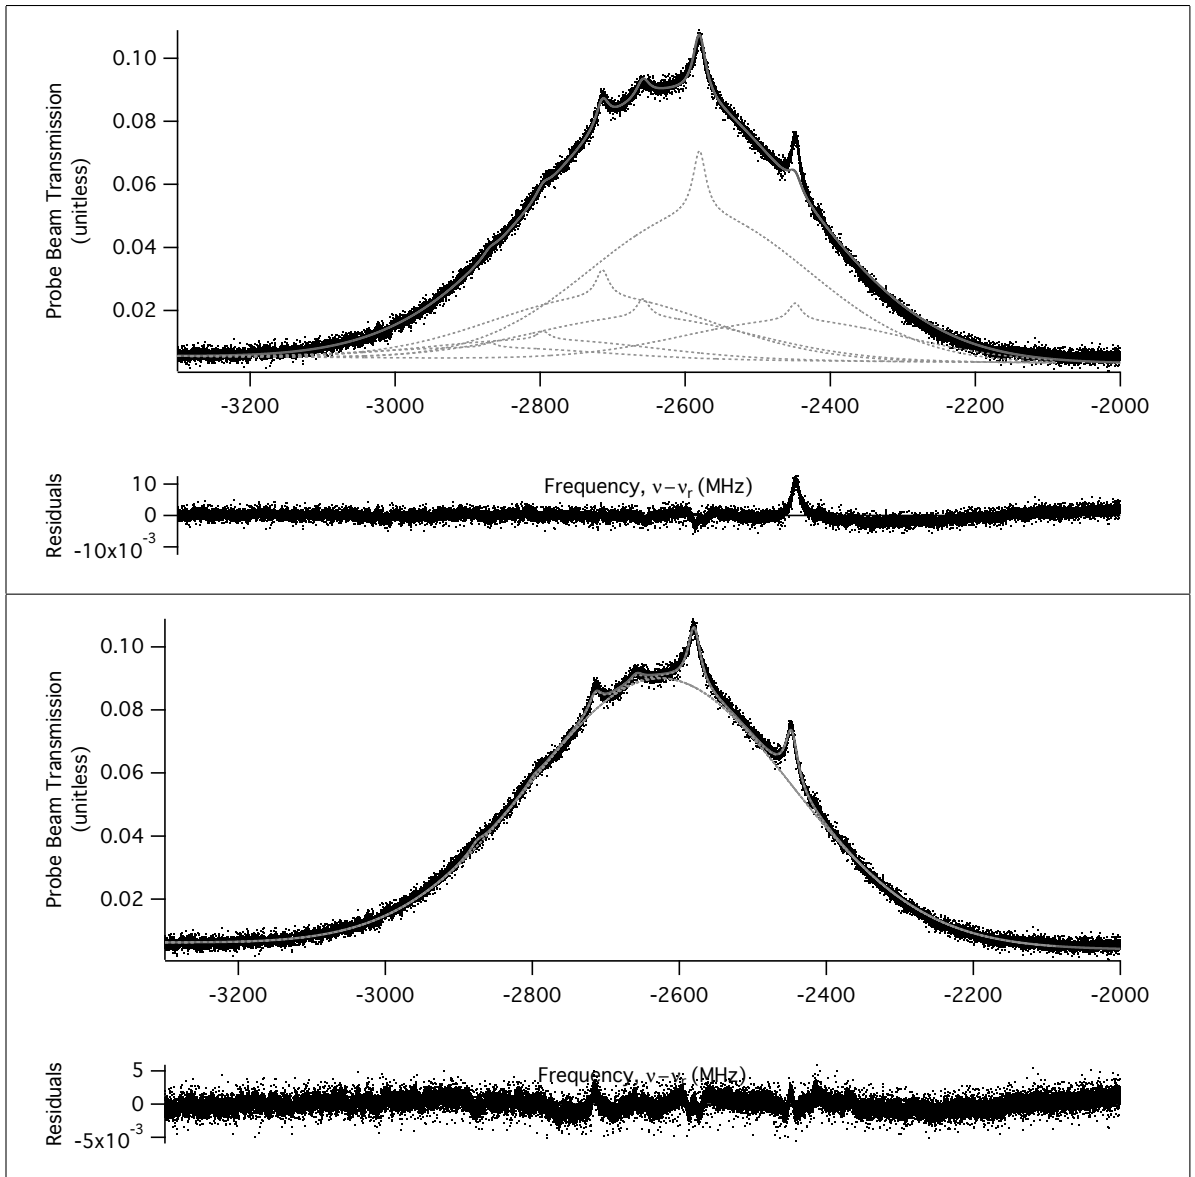 0.10
0.08
0.06
0.04
0.02
Probe Beam Transmission
(unitless)
-3200 -3000 -2800 -2600 -2400 -2200 -2000
Frequency, ν−νr (MHz)
10
0
-10x10-3
Residuals
0.10
0.08
0.06
0.04
0.02
Probe Beam Transmission
(unitless)
-3200 -3000 -2800 -2600 -2400 -2200 -2000
Frequency, ν−ν (MHz)
5
0
-5x10-3
Residuals